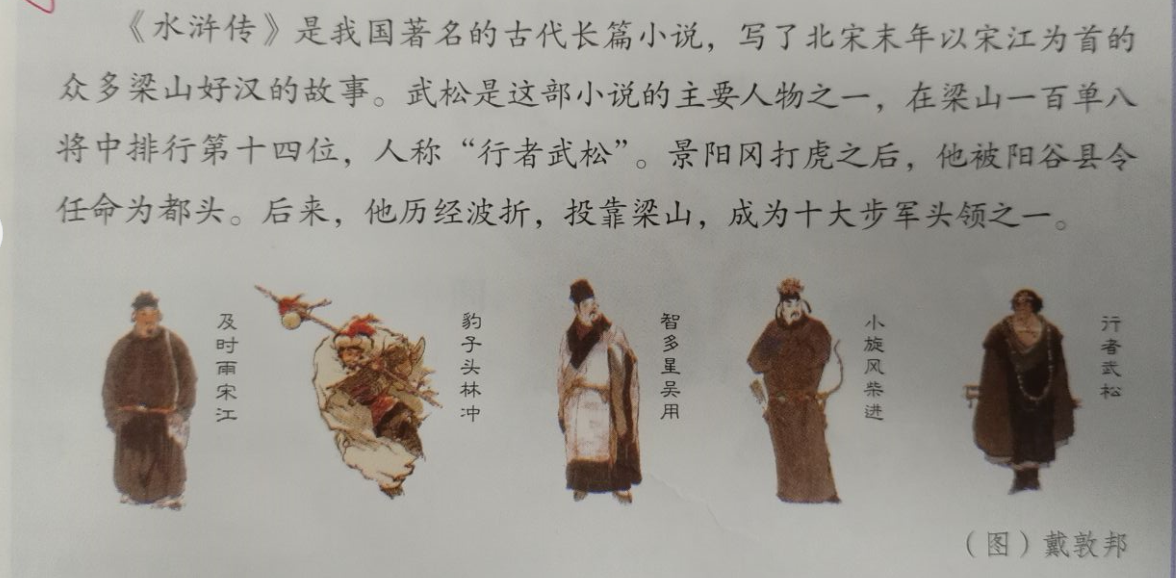 《水浒传》是我国著名的古代长篇小说，写了北宋末年以宋江为首的
众多梁山好汉的故事。武松是这部小说的主要人物之一，在梁山一百单八
将中排行第十四位，人称“行者武松”。景阳冈打虎之后，他被阳谷县令
任命为都头。后来，他历经波折，投靠梁山，成为十大步军头领之一。
及时雨宋江
豹子头林冲
智多星吴用
小旋风柴进
行者武松
（图）戴敦邦